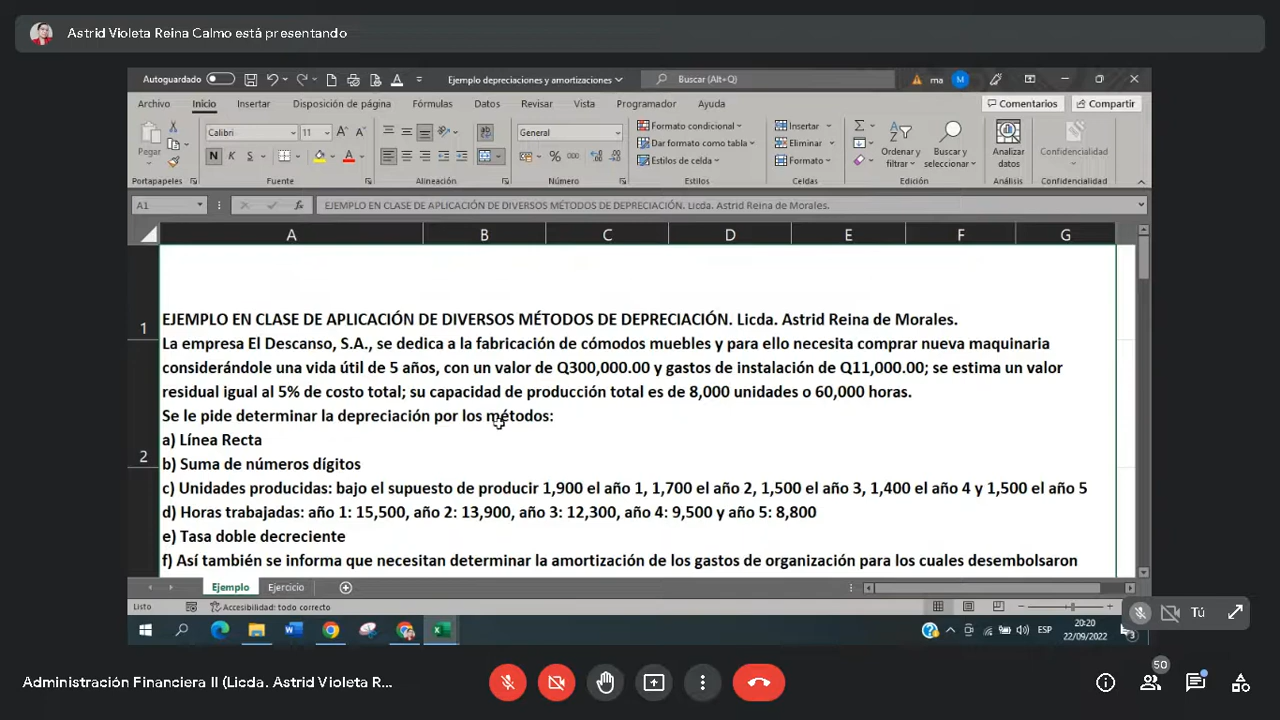 Astrid Violeta Reina Calmo está presentando
Autoguardado
Ejemplo depreciaciones y amortizaciones
Buscar (Alt+Q)
ma
M
Archivo Inicio Insertar Disposición de página Fórmulas Datos Revisar Vista Programador Ayuda
Comentarios
Compartir
Pegar
Calibri
11
N K S
General
Formato condicional
Dar formato como tabla
Estilos de celda
Insertar
Eliminar
Formato
Ordenar y filtrar
Buscar y seleccionar
Analizar datos
Confidencialidad
Portapapeles
Fuente
Alineación
Número
Estilos
Celdas
Edición
Análisis
Confidencialidad
A1
EJEMPLO EN CLASE DE APLICACIÓN DE DIVERSOS MÉTODOS DE DEPRECIACIÓN. Licda. Astrid Reina de Morales.
A B C D E F G
1
EJEMPLO EN CLASE DE APLICACIÓN DE DIVERSOS MÉTODOS DE DEPRECIACIÓN. Licda. Astrid Reina de Morales.
La empresa El Descanso, S.A., se dedica a la fabricación de cómodos muebles y para ello necesita comprar nueva maquinaria
considerándole una vida útil de 5 años, con un valor de Q300,000.00 y gastos de instalación de Q11,000.00; se estima un valor
residual igual al 5% de costo total; su capacidad de producción total es de 8,000 unidades o 60,000 horas.
Se le pide determinar la depreciación por los métodos:
a) Línea Recta
2
b) Suma de números dígitos
c) Unidades producidas: bajo el supuesto de producir 1,900 el año 1, 1,700 el año 2, 1,500 el año 3, 1,400 el año 4 y 1,500 el año 5
d) Horas trabajadas: año 1: 15,500, año 2: 13,900, año 3: 12,300, año 4: 9,500 y año 5: 8,800
e) Tasa doble decreciente
f) Así también se informa que necesitan determinar la amortización de los gastos de organización para los cuales desembolsaron
Ejemplo Ejercicio
Listo
Accesibilidad: todo correcto
Tú
ESP
20:20
22/09/2022
3
50
Administración Financiera II (Licda. Astrid Violeta R...